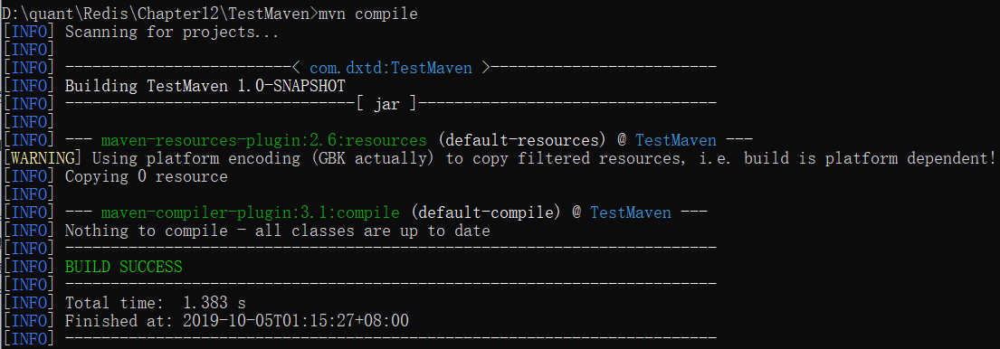 D:\quant\Redis\Chapter12\TestMaven>mvn compile
[INFO] Scanning for projects...
[INFO]
[INFO] -------------------------< com.dxtd:TestMaven >-------------------------
[INFO] Building TestMaven 1.0-SNAPSHOT
[INFO] --------------------------------[ jar ]---------------------------------
[INFO]
[INFO] --- maven-resources-plugin:2.6:resources (default-resources) @ TestMaven ---
[WARNING] Using platform encoding (GBK actually) to copy filtered resources, i.e. build is platform dependent!
[INFO] Copying 0 resource
[INFO]
[INFO] --- maven-compiler-plugin:3.1:compile (default-compile) @ TestMaven ---
[INFO] Nothing to compile - all classes are up to date
[INFO] ------------------------------------------------------------------------
[INFO] BUILD SUCCESS
[INFO] ------------------------------------------------------------------------
[INFO] Total time:  1.383 s
[INFO] Finished at: 2019-10-05T01:15:27+08:00
[INFO] ------------------------------------------------------------------------